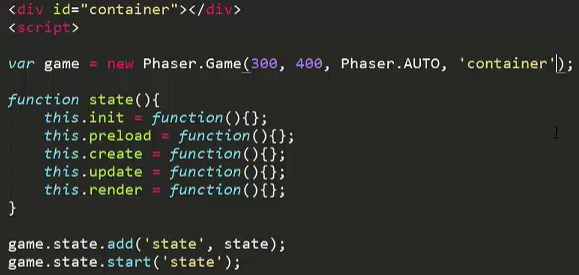 <div id="container"></div>
<script>
var game = new Phaser.Game(300, 400, Phaser.AUTO, 'container');
function state(){
this.init = function(){};
this.preload = function(){};
this.create = function(){};
this.update = function(){};
this.render = function(){};
}
game.state.add('state', state);
game.state.start('state');